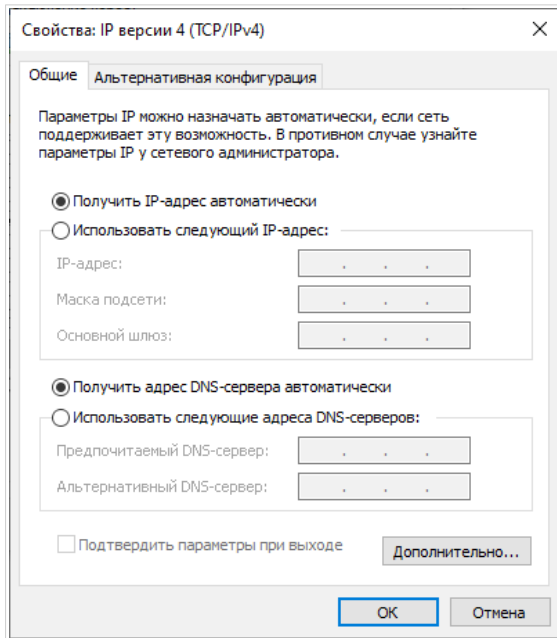 Свойства: IP версии 4 (TCP/IPv4)
Общие
Альтернативная конфигурация
Параметры IP можно назначать автоматически, если сеть
поддерживает эту возможность. В противном случае узнайте
параметры IP у сетевого администратора.
Получить IP-адрес автоматически
Использовать следующий IP-адрес:
IP-адрес:
Маска подсети:
Основной шлюз:
Получить адрес DNS-сервера автоматически
Использовать следующие адреса DNS-серверов:
Предпочитаемый DNS-сервер:
Альтернативный DNS-сервер:
Подтвердить параметры при выходе
Дополнительно...
ОК
Отмена